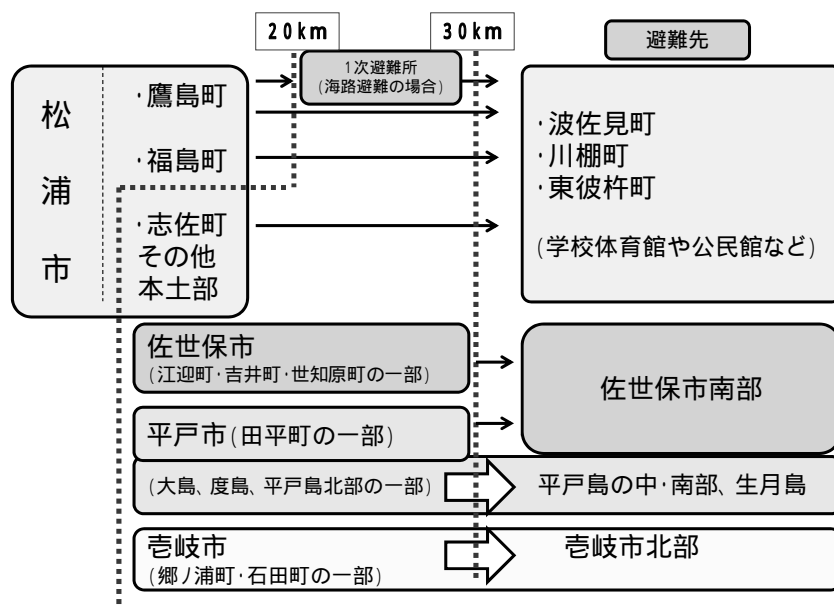 20km
30km
避難先
1次避難所
(海路避難の場合)
松浦市
・鷹島町
・福島町
・志佐町
その他
本土部
・波佐見町
・川棚町
・東彼杵町
(学校体育館や公民館など)
佐世保市
(江迎町・吉井町・世知原町の一部)
佐世保市南部
平戸市(田平町の一部)
(大島、度島、平戸島北部の一部)
平戸島の中・南部、生月島
壱岐市
(郷ノ浦町・石田町の一部)
壱岐市北部